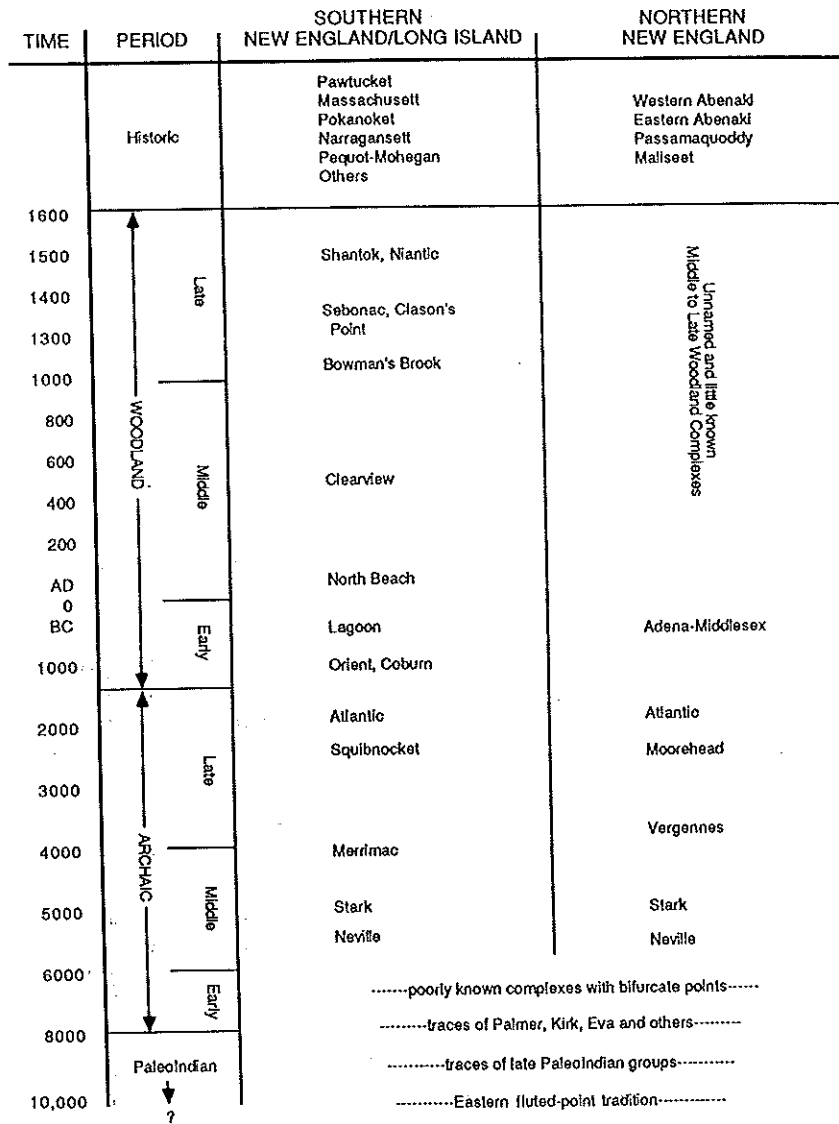 SOUTHERN
NEW ENGLAND/LONG ISLAND
NORTHERN
NEW ENGLAND
TIME
PERIOD
Historic
Pawtucket
Massachusett
Pokanoket
Narragansett
Pequot-Mohegan
Others
Western Abenaki
Eastern Abenaki
Passamaquoddy
Maliseet
1600
1500
1400
1300
1000
800
600
400
200
AD
0
BC
1000
2000
3000
4000
5000
6000
8000
10,000
WOODLAND
Late
Middle
Early
ARCHAIC
Late
Middle
Early
PaleoIndian
?
Shantok, Niantic
Sebonac, Clason's
Point
Bowman's Brook
Clearview
North Beach
Lagoon
Orient, Coburn
Atlantic
Squibnocket
Merrimac
Stark
Neville
Unnamed and little known
Middle to Late Woodland Complexes
Adena-Middlesex
Atlantic
Moorehead
Vergennes
Stark
Neville
------poorly known complexes with bifurcate points------
---------traces of Palmer, Kirk, Eva and others---------
-----------traces of late PaleoIndian groups-----------
-----------Eastern fluted-point tradition-----------